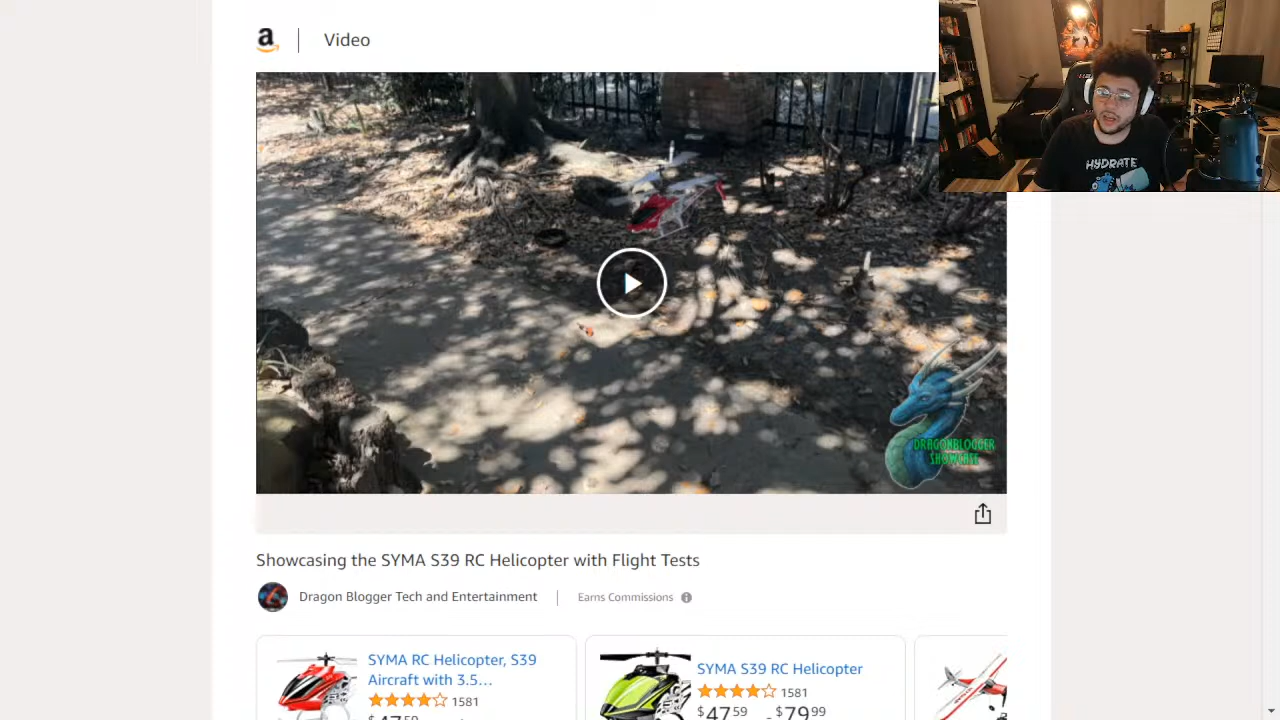 a
Video
HYDRATE
DRAGONBLOGGER
SHOWCASE
Showcasing the SYMA S39 RC Helicopter with Flight Tests
Dragon Blogger Tech and Entertainment
Earns Commissions
SYMA RC Helicopter, S39
Aircraft with 3.5...
1581
SYMA S39 RC Helicopter
1581
$47.59 - $79.99